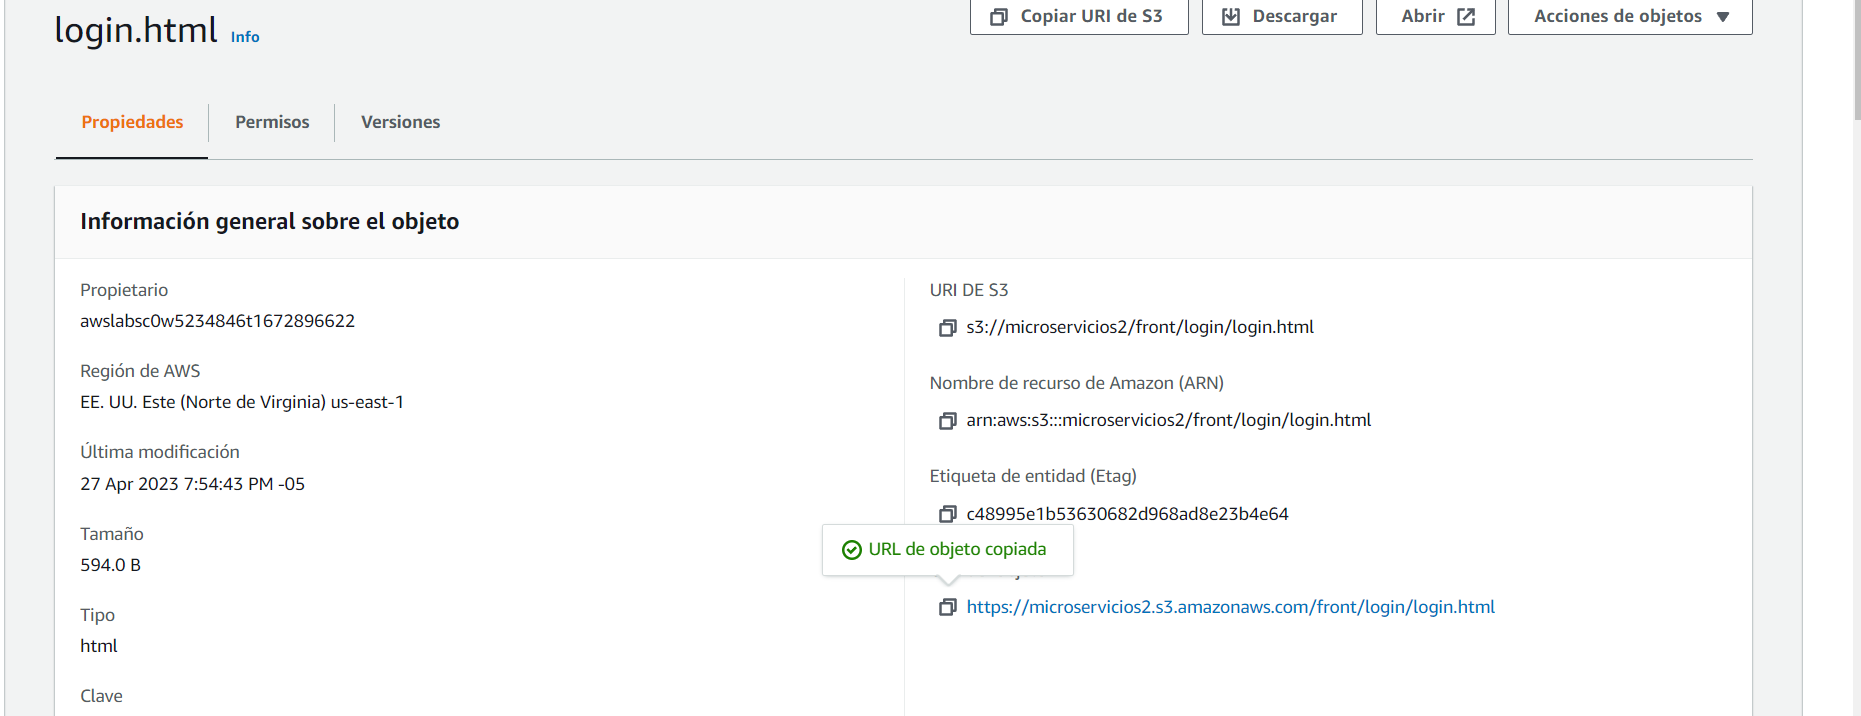 login.html Info
Copiar URI de S3
Descargar
Abrir
Acciones de objetos
Propiedades
Permisos
Versiones
Información general sobre el objeto
Propietario
awslabsc0w5234846t1672896622
Región de AWS
EE. UU. Este (Norte de Virginia) us-east-1
Última modificación
27 Apr 2023 7:54:43 PM -05
Tamaño
594.0 B
Tipo
html
Clave
URI DE S3
s3://microservicios2/front/login/login.html
Nombre de recurso de Amazon (ARN)
arn:aws:s3:::microservicios2/front/login/login.html
Etiqueta de entidad (Etag)
c48995e1b53630682d968ad8e23b4e64
URL de objeto copiada
https://microservicios2.s3.amazonaws.com/front/login/login.html